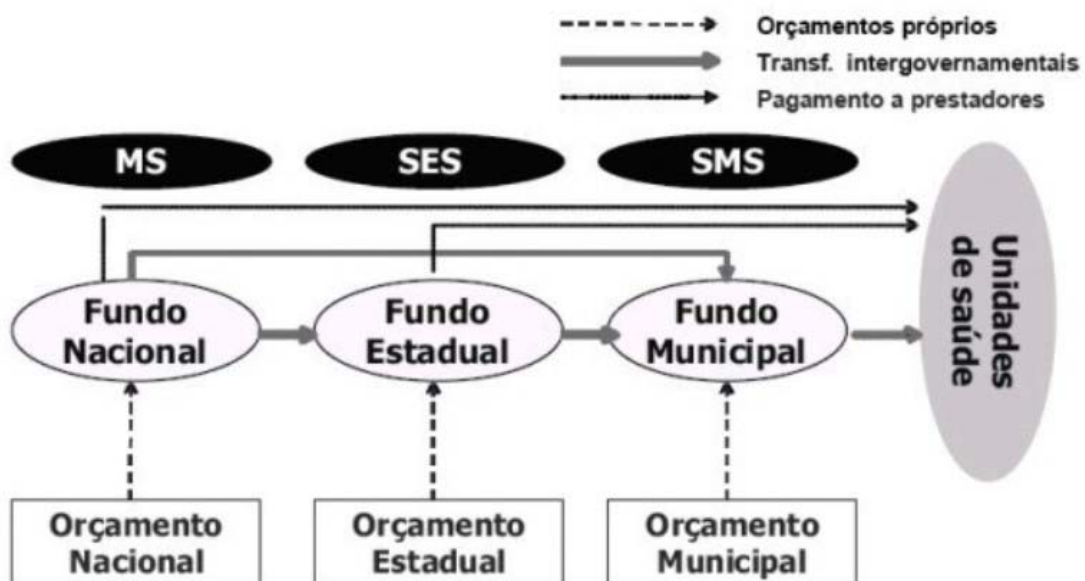 Orçamentos próprios
Transf. intergovernamentais
Pagamento a prestadores
MS
SES
SMS
Fundo
Nacional
Fundo
Estadual
Fundo
Municipal
Unidades
de saúde
Orçamento
Nacional
Orçamento
Estadual
Orçamento
Municipal